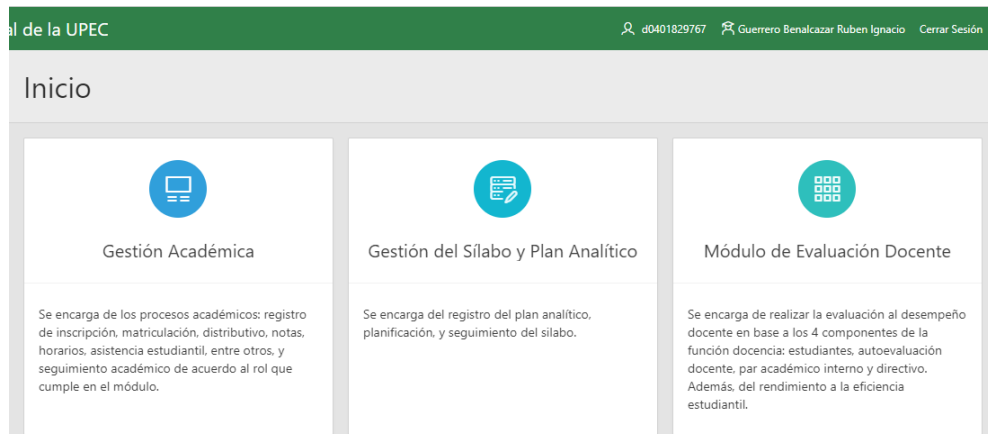 al de la UPEC
d0401829767 Guerrero Benalcazar Ruben Ignacio Cerrar Sesión
Inicio
Gestión Académica
Se encarga de los procesos académicos: registro
de inscripción, matriculación, distributivo, notas,
horarios, asistencia estudiantil, entre otros, y
seguimiento académico de acuerdo al rol que
cumple en el módulo.
Gestión del Sílabo y Plan Analítico
Se encarga del registro del plan analítico,
planificación, y seguimiento del silabo.
Módulo de Evaluación Docente
Se encarga de realizar la evaluación al desempeño
docente en base a los 4 componentes de la
función docencia: estudiantes, autoevaluación
docente, par académico interno y directivo.
Además, del rendimiento a la eficiencia
estudiantil.